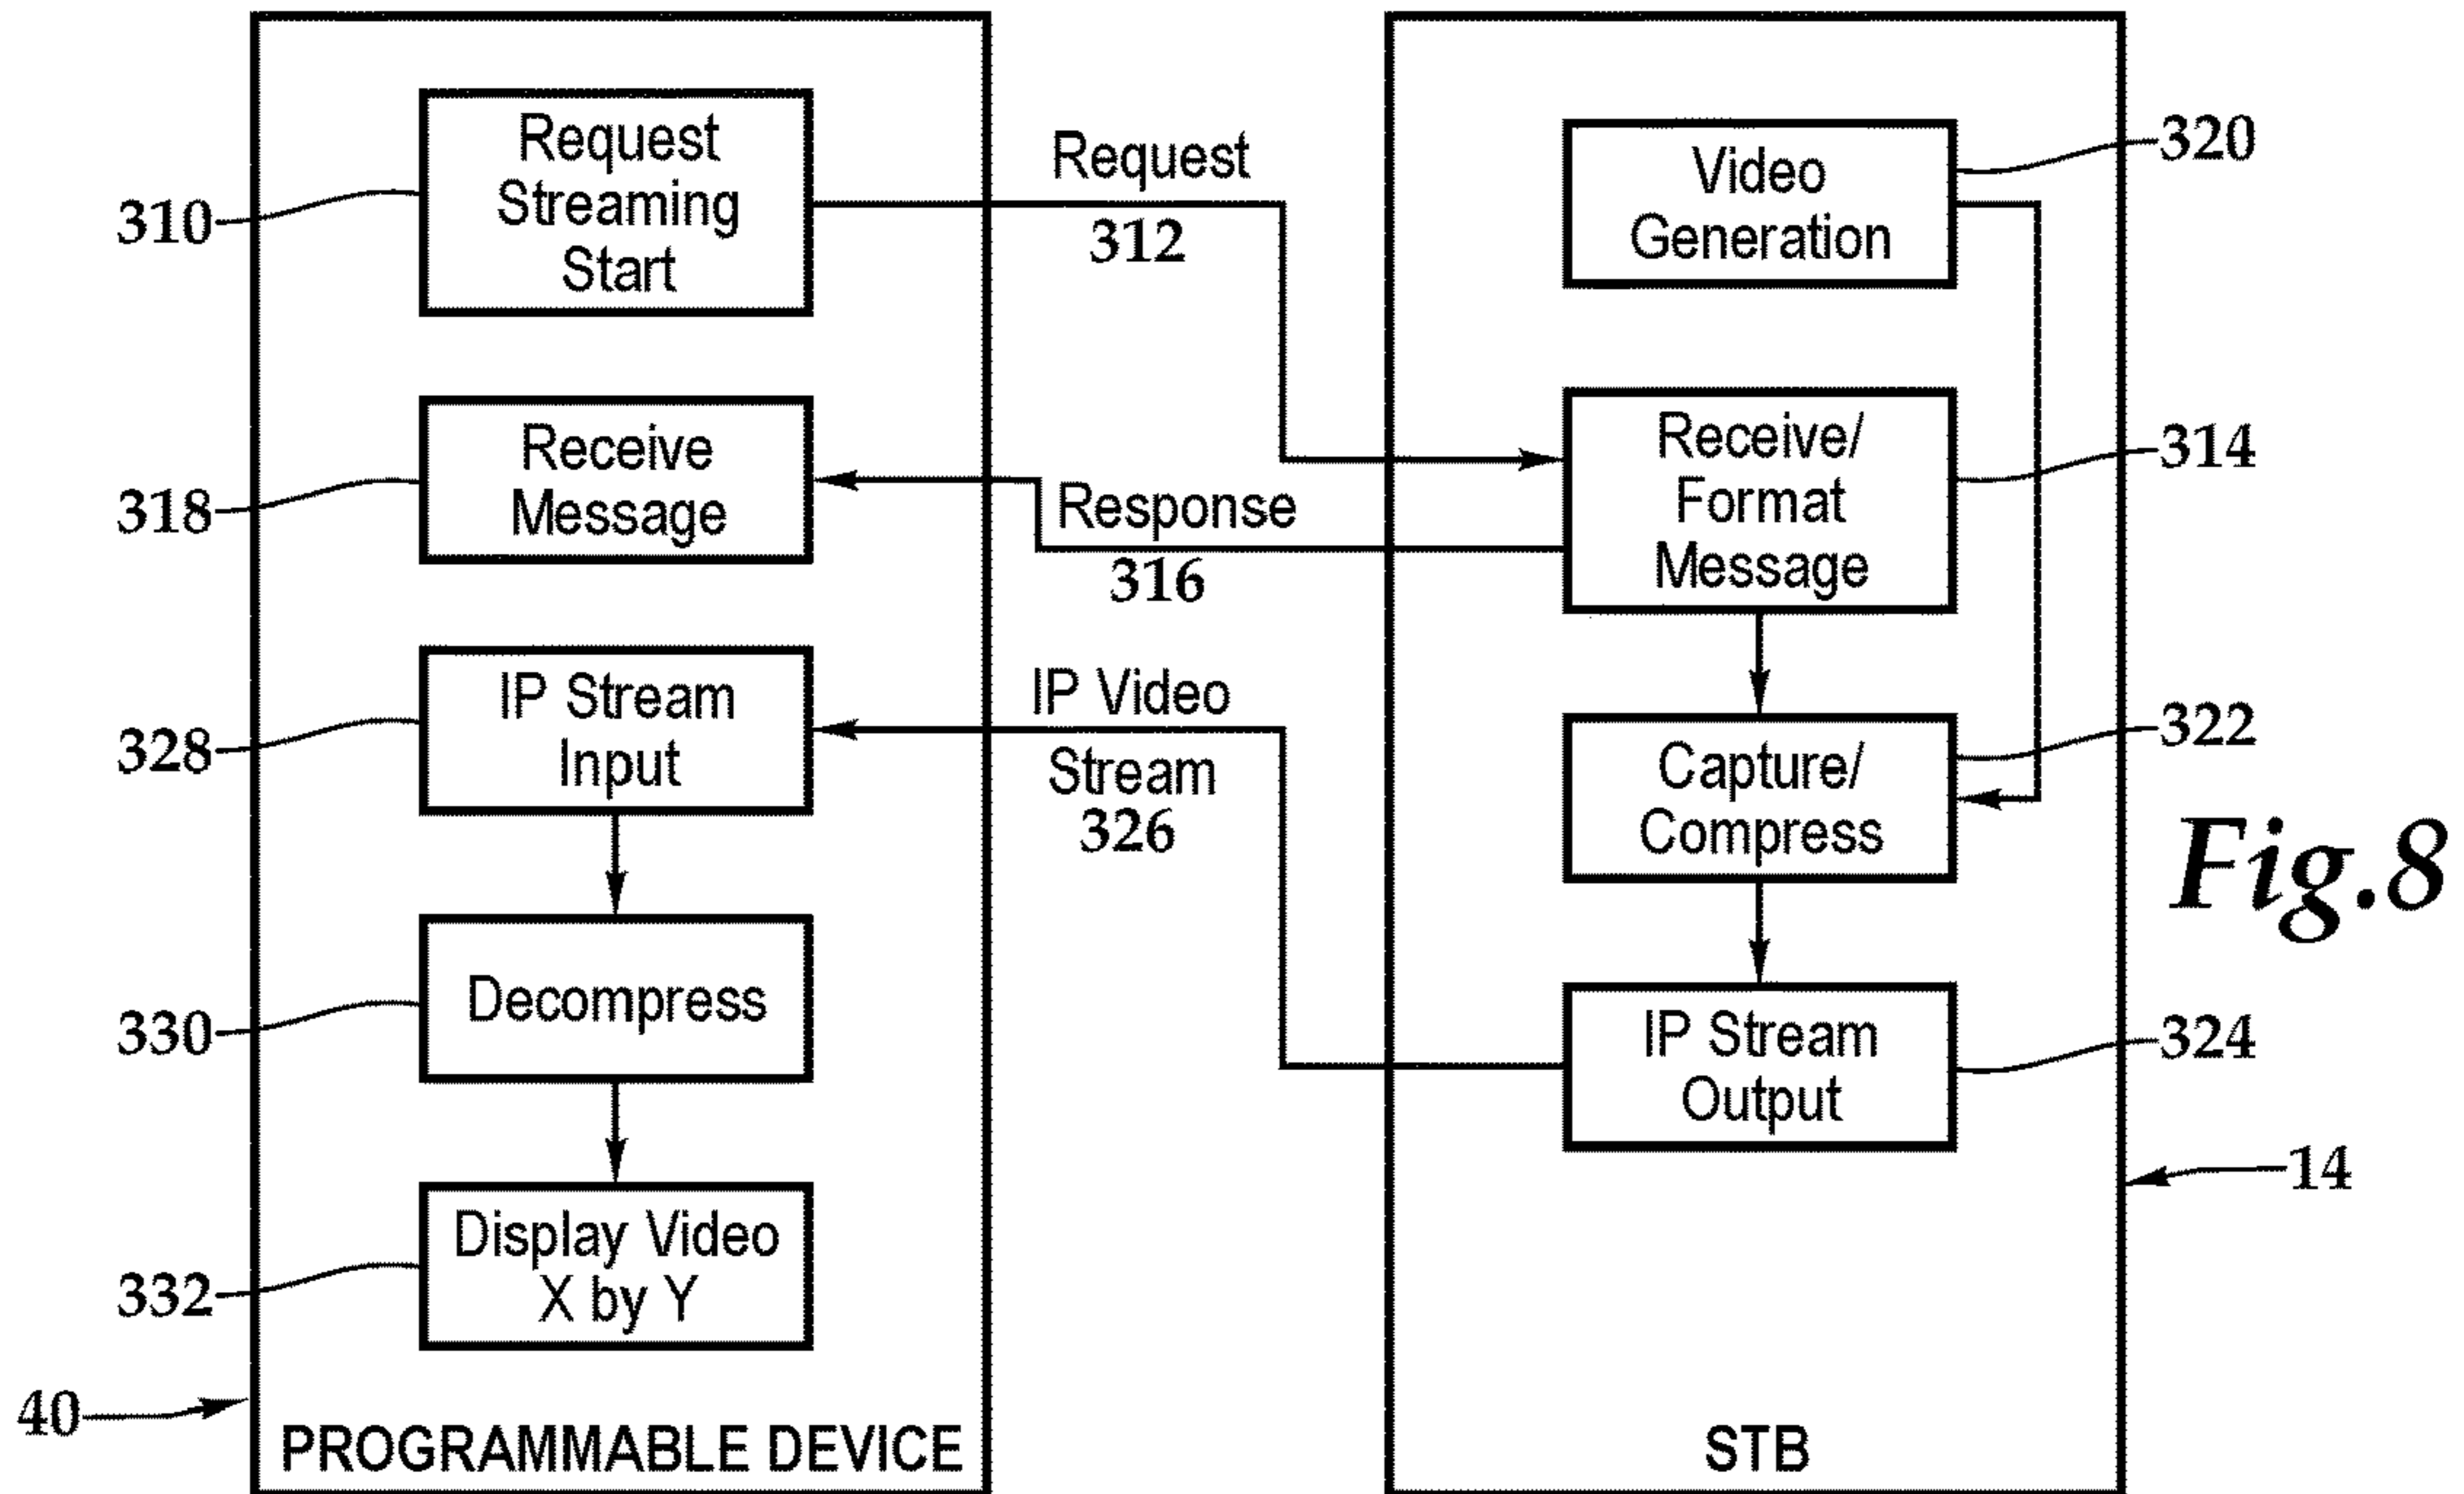 Request
Streaming
Start
310
Request
312
Video
Generation
320
Receive
Message
318
Response
316
Receive/
Format
Message
314
IP Stream
Input
328
IP Video
Stream
326
Capture/
Compress
322
Decompress
330
IP Stream
Output
324
Display Video
X by Y
332
14
40
PROGRAMMABLE DEVICE
STB
Fig.8